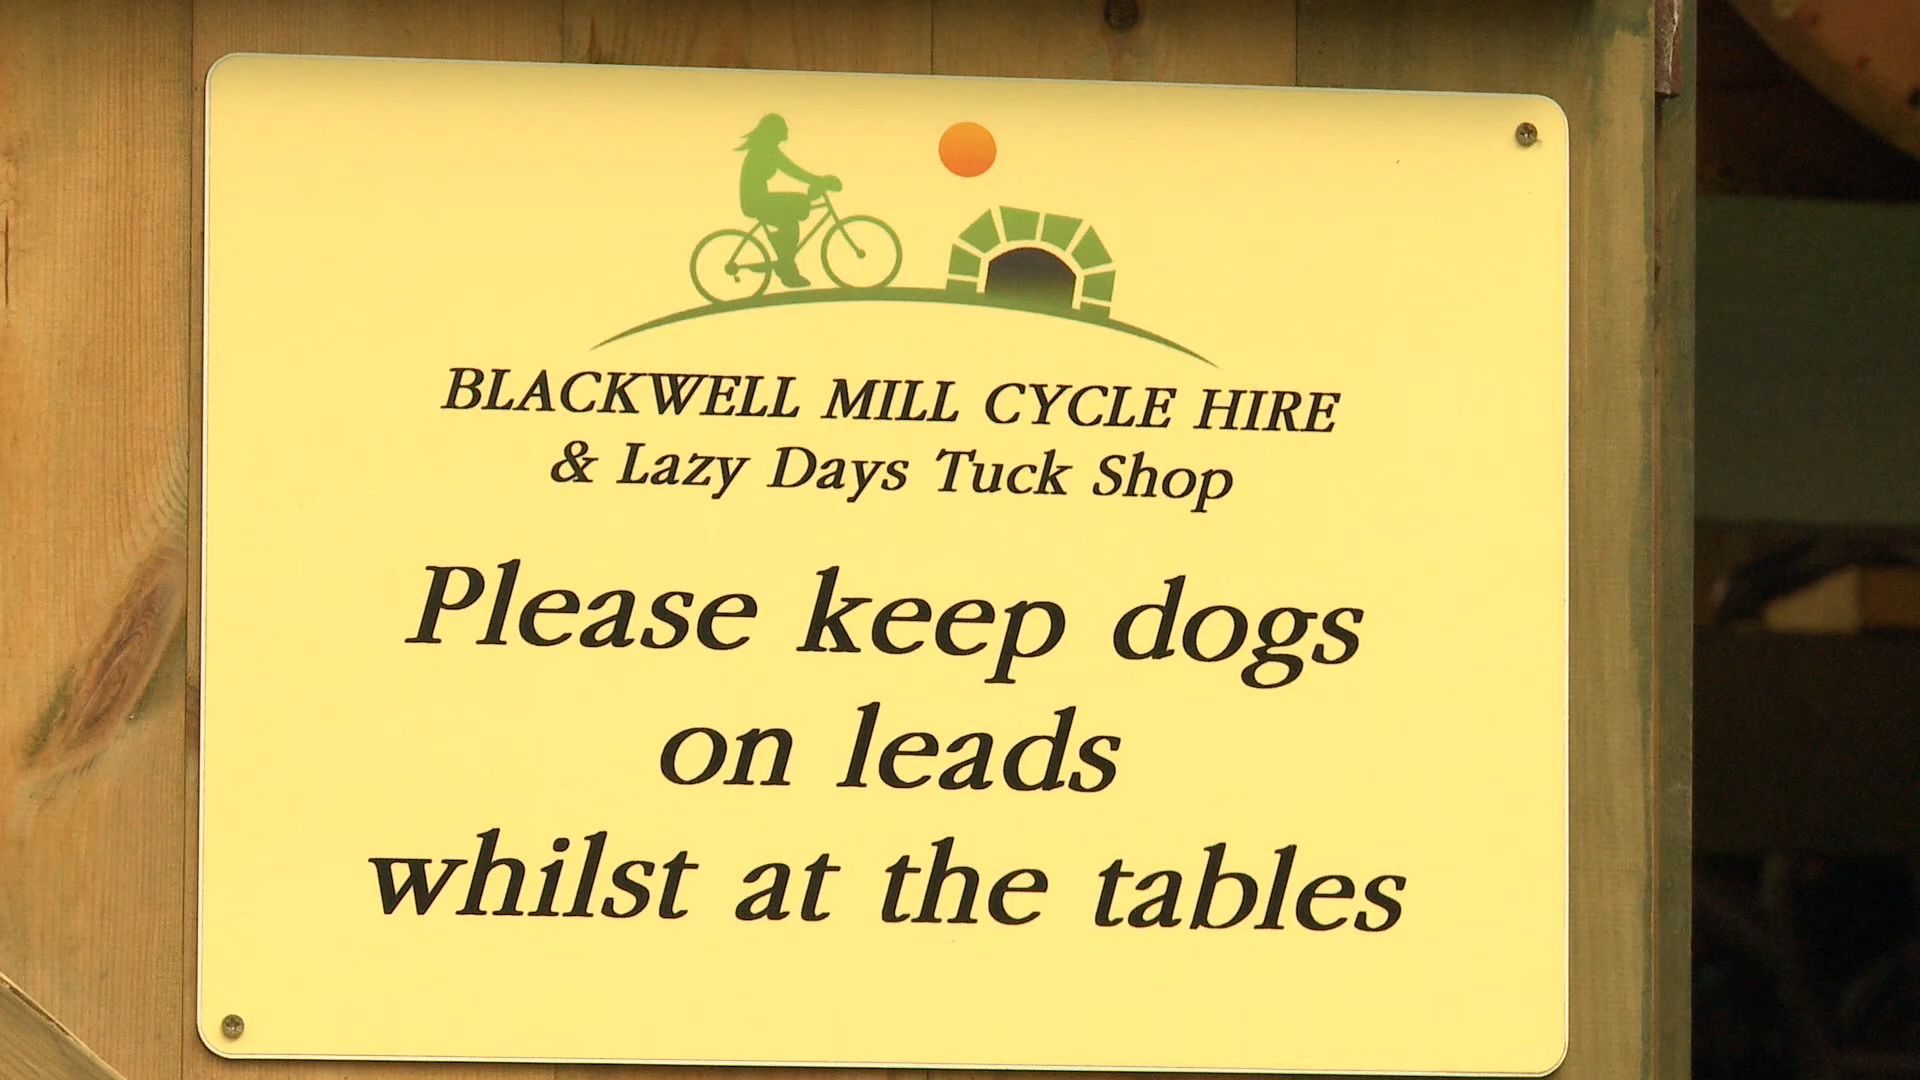 BLACKWELL MILL CYCLE HIRE
& Lazy Days Tuck Shop
Please keep dogs
on leads
whilst at the tables